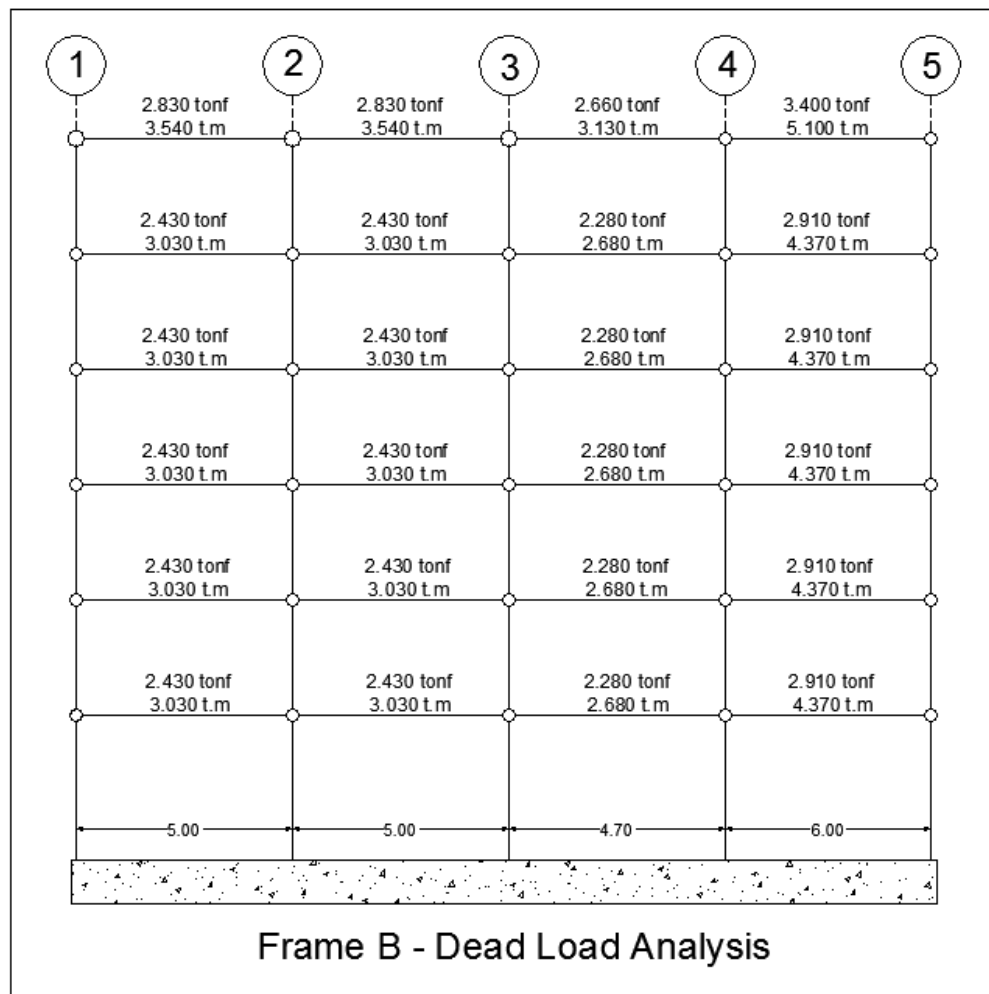 1 2 3 4 5
2.830 tonf 2.830 tonf 2.660 tonf 3.400 tonf
3.540 t.m 3.540 t.m 3.130 t.m 5.100 t.m
2.430 tonf 2.430 tonf 2.280 tonf 2.910 tonf
3.030 t.m 3.030 t.m 2.680 t.m 4.370 t.m
2.430 tonf 2.430 tonf 2.280 tonf 2.910 tonf
3.030 t.m 3.030 t.m 2.680 t.m 4.370 t.m
2.430 tonf 2.430 tonf 2.280 tonf 2.910 tonf
3.030 t.m 3.030 t.m 2.680 t.m 4.370 t.m
2.430 tonf 2.430 tonf 2.280 tonf 2.910 tonf
3.030 t.m 3.030 t.m 2.680 t.m 4.370 t.m
2.430 tonf 2.430 tonf 2.280 tonf 2.910 tonf
3.030 t.m 3.030 t.m 2.680 t.m 4.370 t.m
5.00 5.00 4.70 6.00
Frame B - Dead Load Analysis